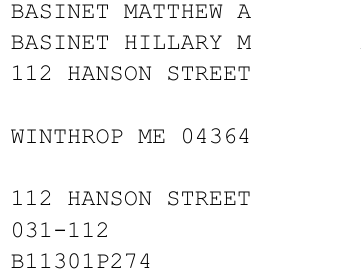 BASINET MATTHEW A
BASINET HILLARY M
112 HANSON STREET
WINTHROP ME 04364
112 HANSON STREET
031-112
B11301P274